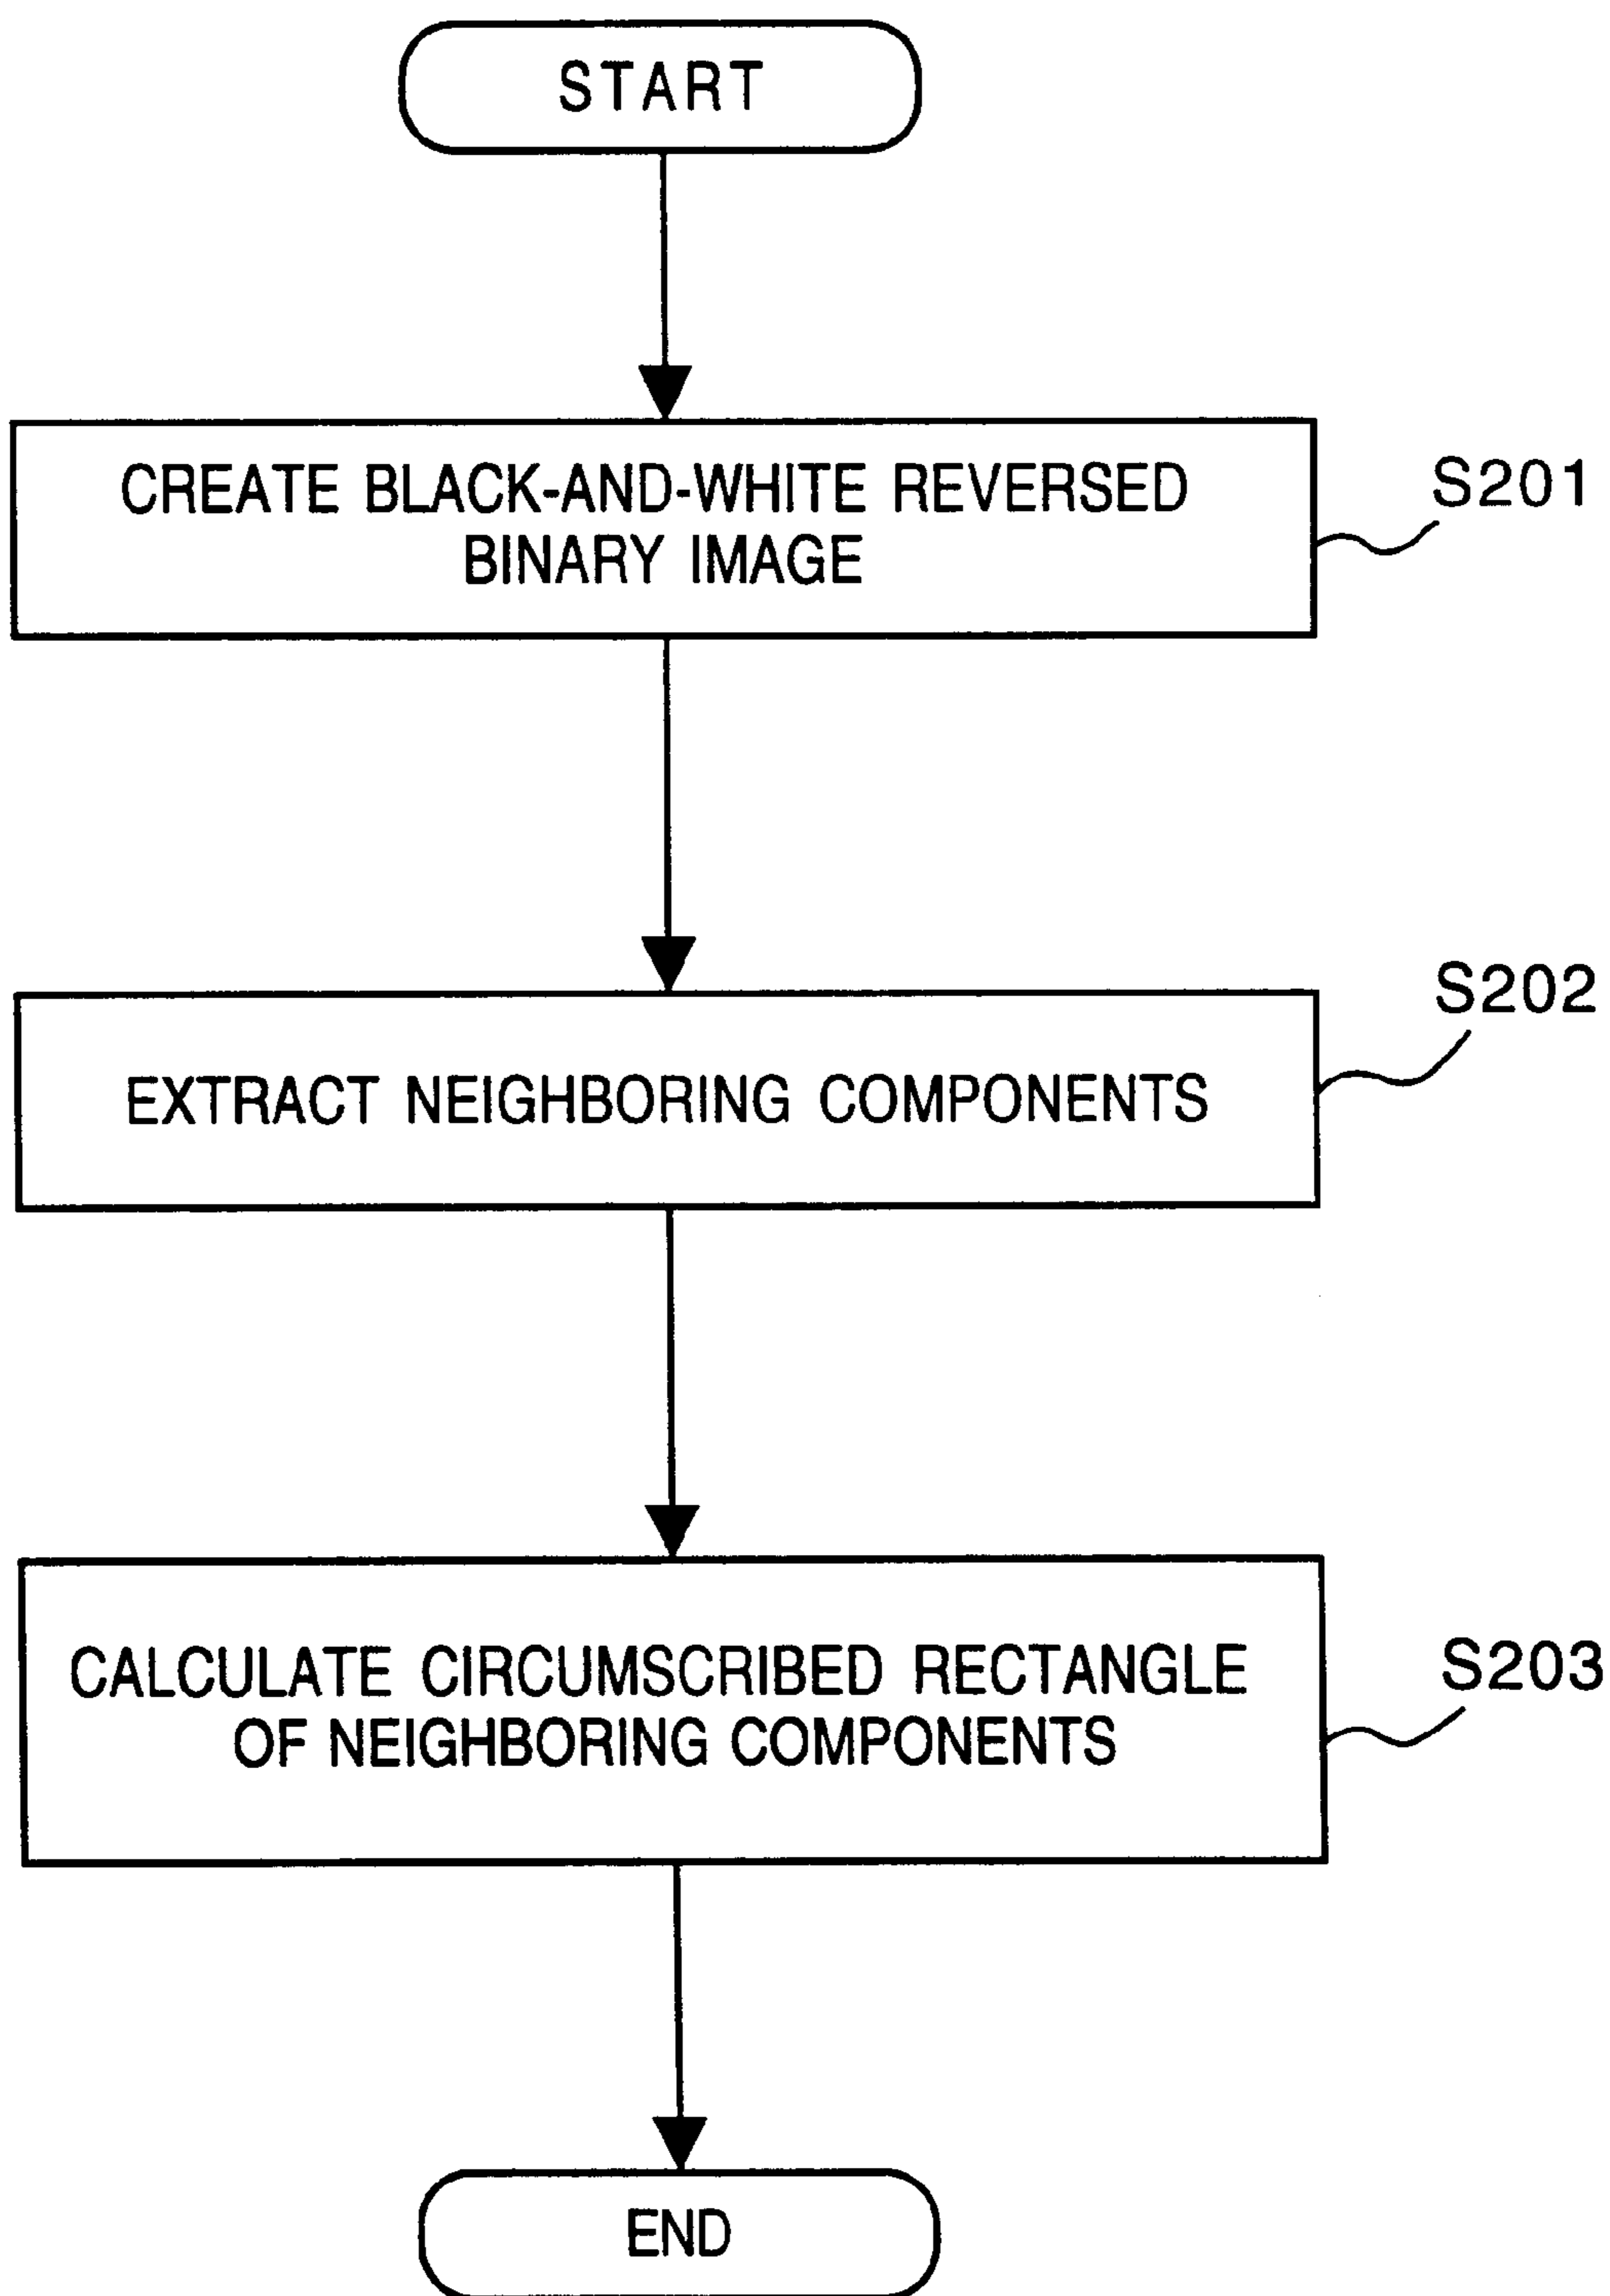 START
CREATE BLACK-AND-WHITE REVERSED
BINARY IMAGE
S201
EXTRACT NEIGHBORING COMPONENTS
S202
CALCULATE CIRCUMSCRIBED RECTANGLE
OF NEIGHBORING COMPONENTS
S203
END